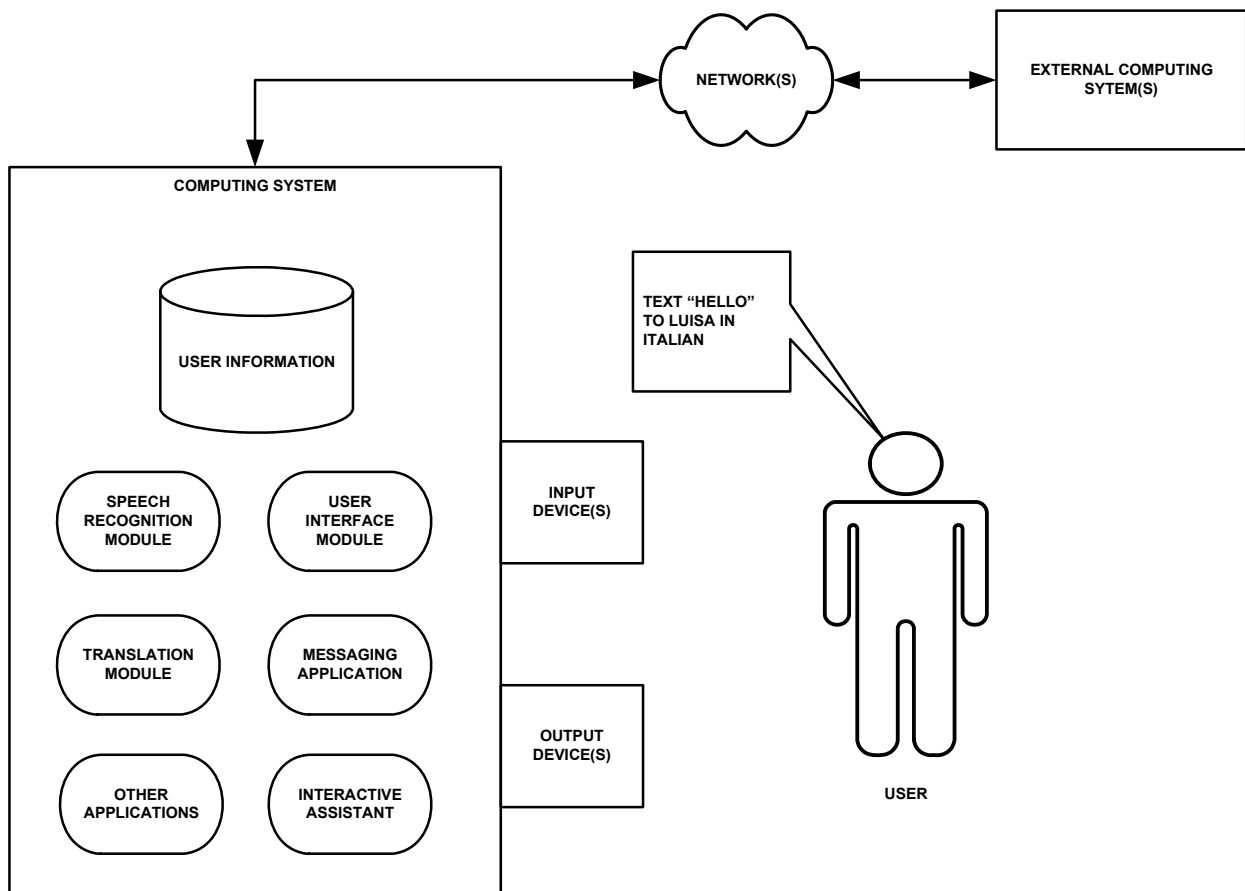 NETWORK(S)
EXTERNAL COMPUTING
SYTEM(S)
COMPUTING SYSTEM
USER INFORMATION
TEXT “HELLO”
TO LUISA IN
ITALIAN
SPEECH
RECOGNITION
MODULE
USER
INTERFACE
MODULE
INPUT
DEVICE(S)
TRANSLATION
MODULE
MESSAGING
APPLICATION
OUTPUT
DEVICE(S)
OTHER
APPLICATIONS
INTERACTIVE
ASSISTANT
USER